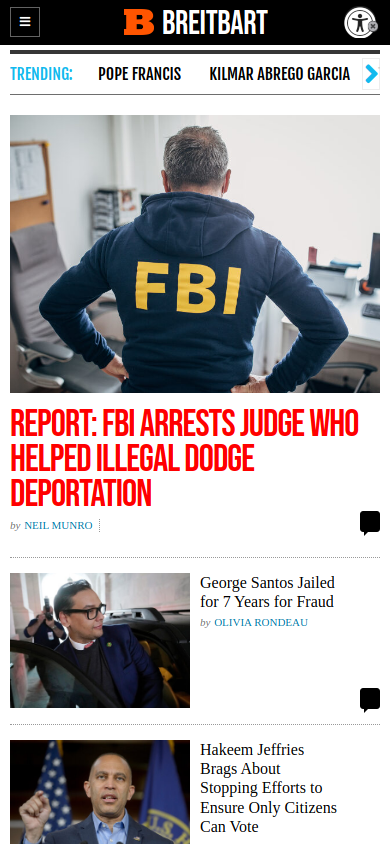 B BREITBART
TRENDING:
POPE FRANCIS
KILMAR ABREGO GARCIA
FBI
REPORT: FBI ARRESTS JUDGE WHO
HELPED ILLEGAL DODGE
DEPORTATION
by NEIL MUNRO
George Santos Jailed
for 7 Years for Fraud
by OLIVIA RONDEAU
Hakeem Jeffries
Brags About
Stopping Efforts to
Ensure Only Citizens
Can Vote